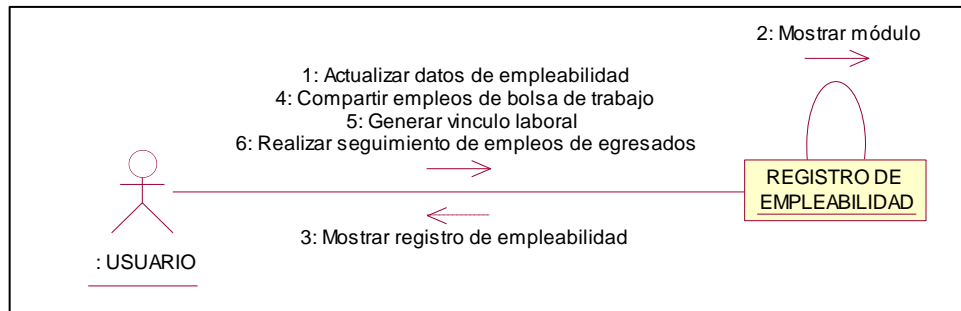 2: Mostrar módulo
1: Actualizar datos de empleabilidad
4: Compartir empleos de bolsa de trabajo
5: Generar vinculo laboral
6: Realizar seguimiento de empleos de egresados
REGISTRO DE
EMPLEABILIDAD
3: Mostrar registro de empleabilidad
: USUARIO